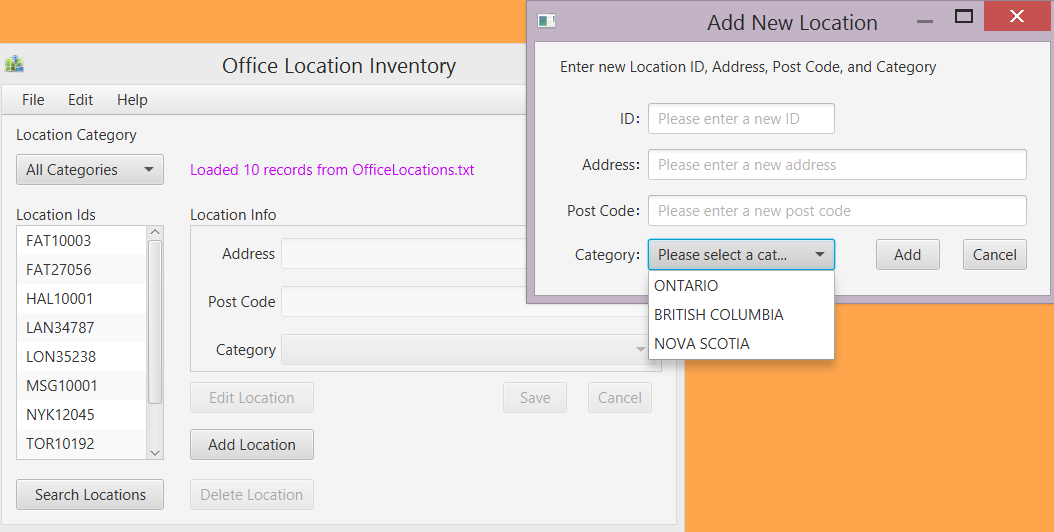 Office Location Inventory
File Edit Help
Location Category
All Categories
Loaded 10 records from OfficeLocations.txt
Location Ids
FAT10003
FAT27056
HAL10001
LAN34787
LON35238
MSG10001
NYK12045
TOR10192
Search Locations
Location Info
Address
Post Code
Category
Edit Location Save Cancel
Add Location
Delete Location
Add New Location
Enter new Location ID, Address, Post Code, and Category
ID: Please enter a new ID
Address: Please enter a new address
Post Code: Please enter a new post code
Category: Please select a cat... Add Cancel
ONTARIO
BRITISH COLUMBIA
NOVA SCOTIA